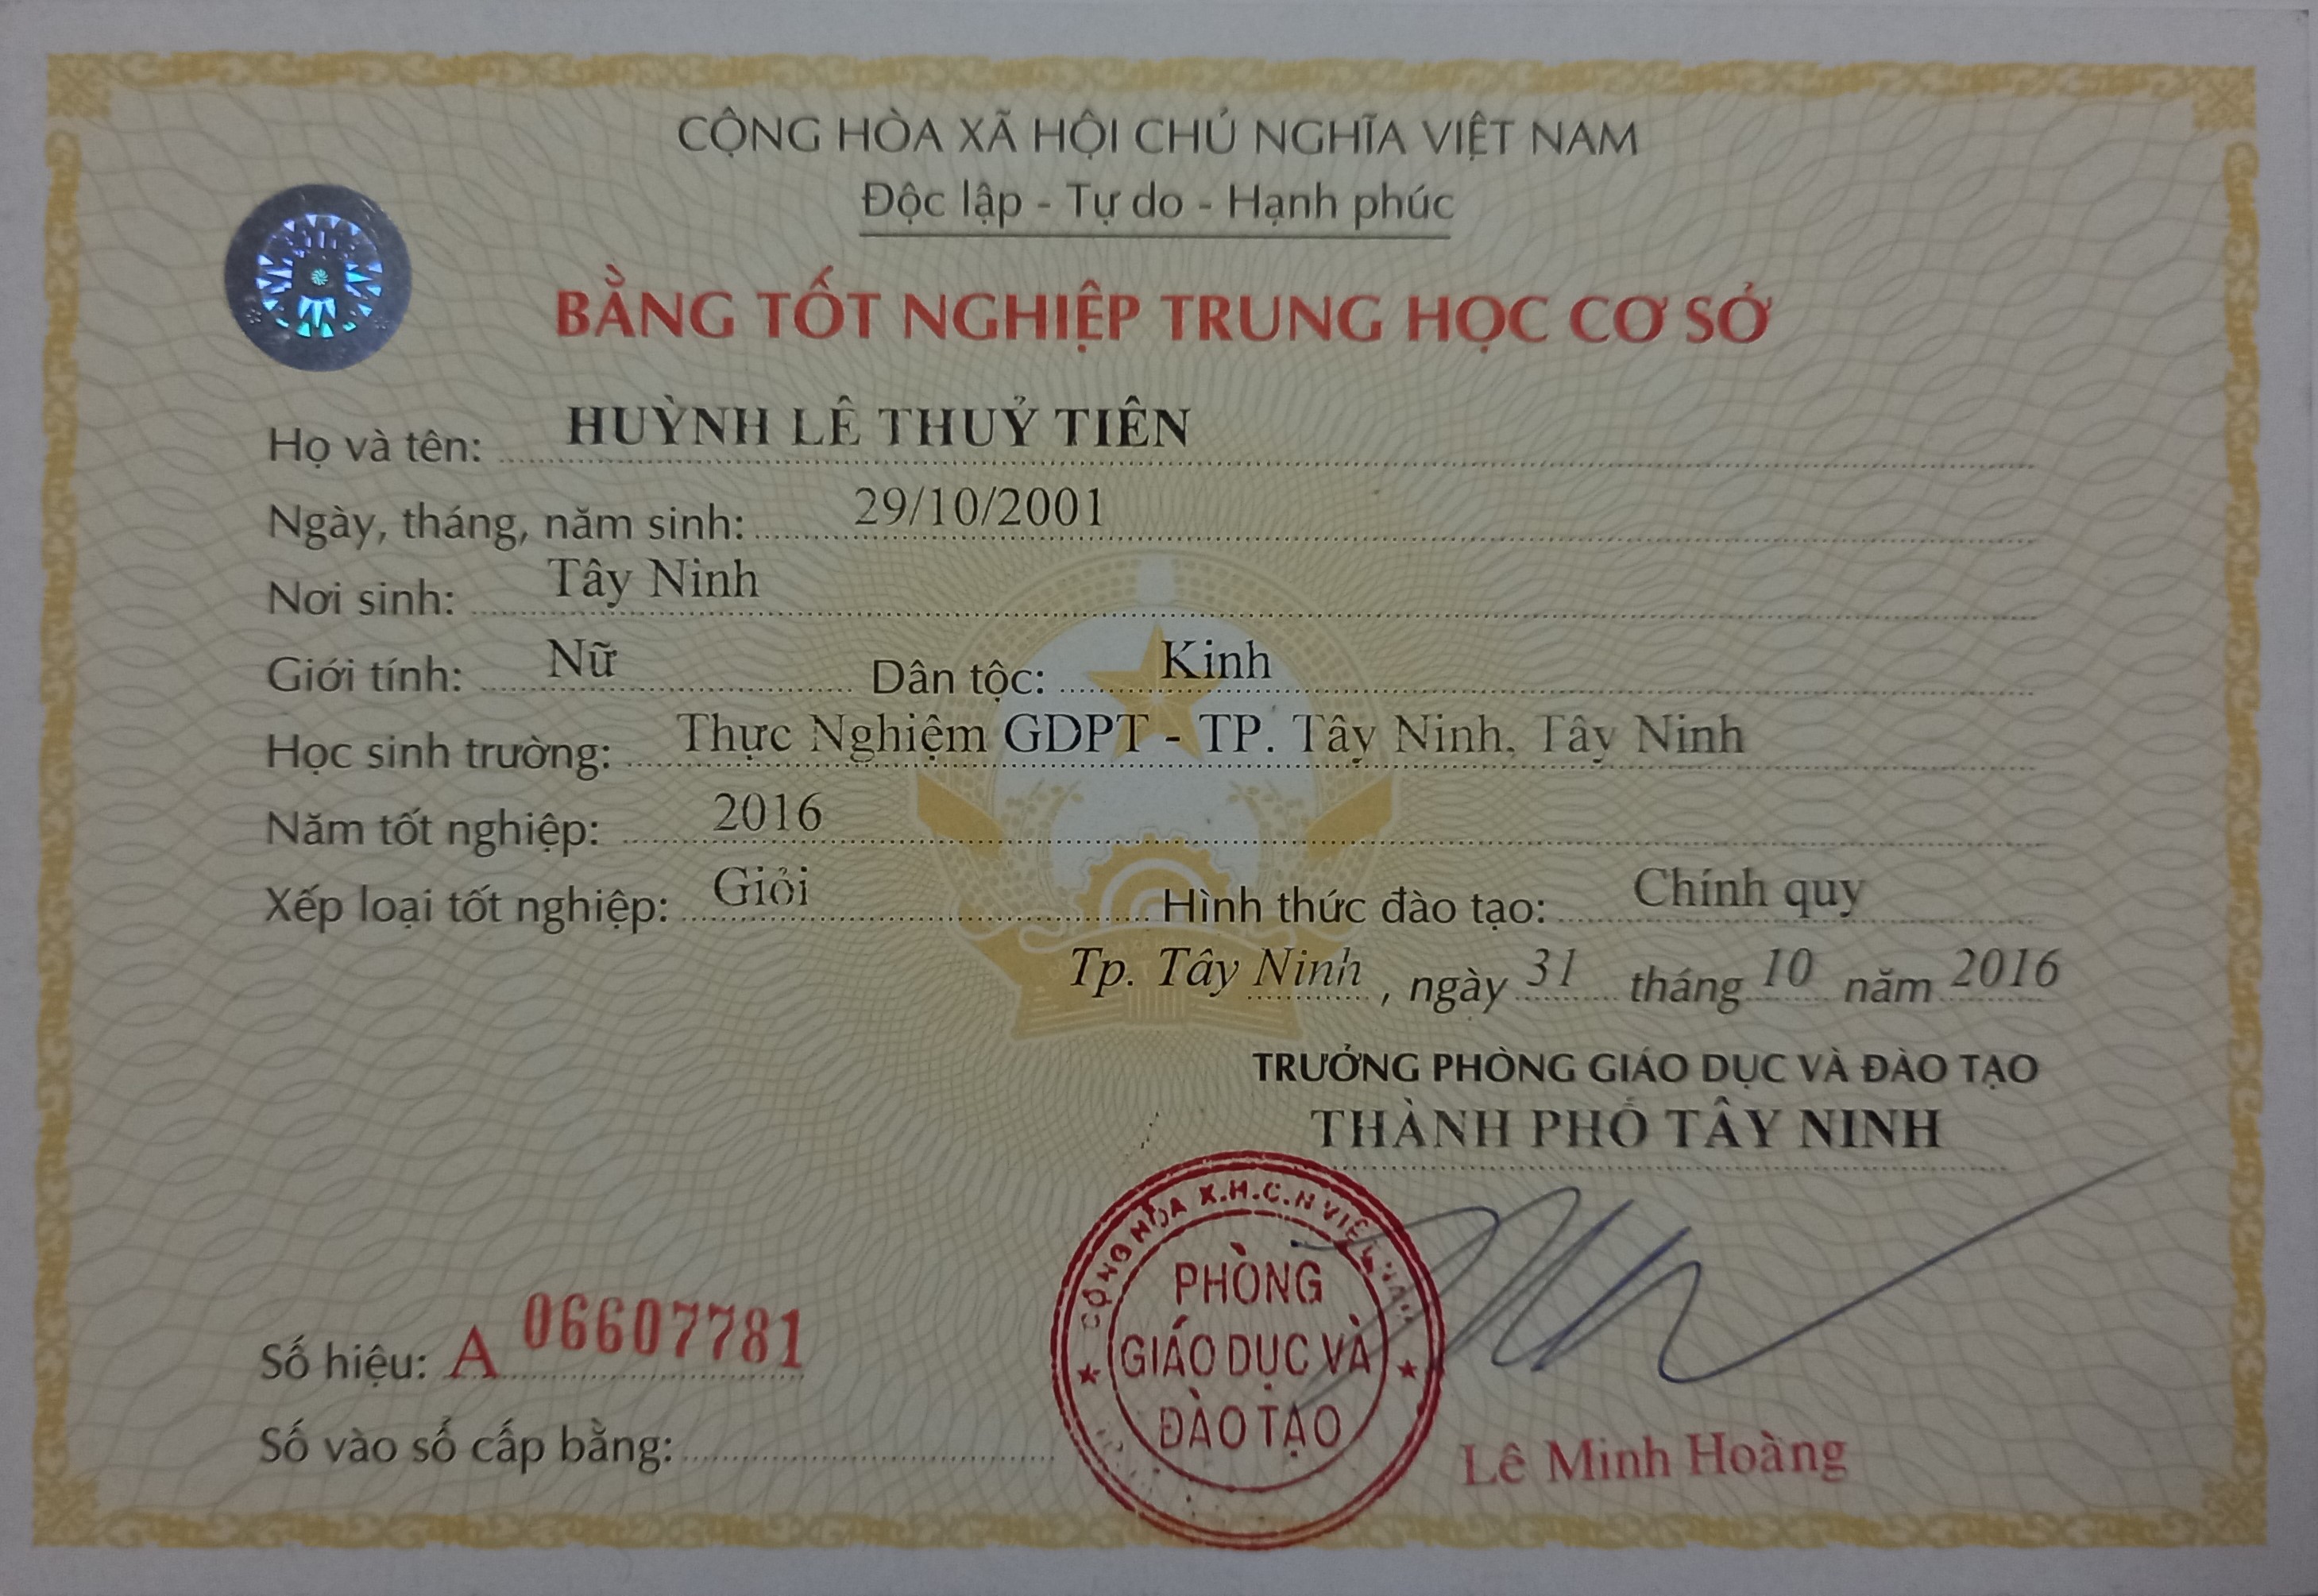 CỘNG HÒA XÃ HỘI CHỦ NGHĨA VIỆT NAM
Độc lập - Tự do - Hạnh phúc
BẰNG TỐT NGHIỆP TRUNG HỌC CƠ SỞ
Họ và tên: HUỲNH LÊ THUỶ TIÊN
Ngày, tháng, năm sinh: 29/10/2001
Nơi sinh: Tây Ninh
Giới tính: Nữ Dân tộc: Kinh
Học sinh trường: Thực Nghiệm GDPT - TP. Tây Ninh, Tây Ninh
Năm tốt nghiệp: 2016
Xếp loại tốt nghiệp: Giỏi Hình thức đào tạo: Chính quy
Tp. Tây Ninh, ngày 31 tháng 10 năm 2016
TRƯỞNG PHÒNG GIÁO DỤC VÀ ĐÀO TẠO
THÀNH PHỐ TÂY NINH
CỘNG HÒA X.H.C.N VIỆT NAM
PHÒNG
GIÁO DỤC VÀ
ĐÀO TẠO
Lê Minh Hoàng
Số hiệu: A 06607781
Số vào sổ cấp bằng: